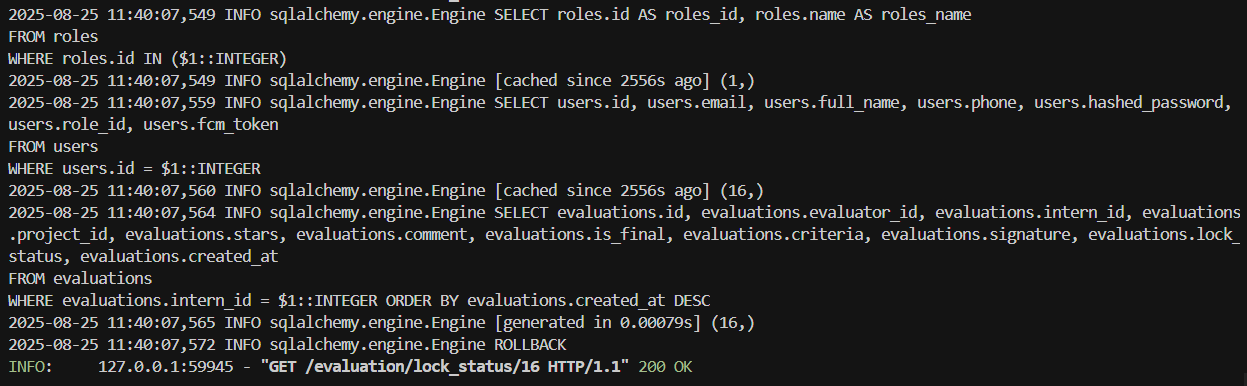 2025-08-25 11:40:07,549 INFO sqlalchemy.engine.Engine SELECT roles.id AS roles_id, roles.name AS roles_name
FROM roles
WHERE roles.id IN ($1::INTEGER)
2025-08-25 11:40:07,549 INFO sqlalchemy.engine.Engine [cached since 2556s ago] (1,)
2025-08-25 11:40:07,559 INFO sqlalchemy.engine.Engine SELECT users.id, users.email, users.full_name, users.phone, users.hashed_password,
users.role_id, users.fcm_token
FROM users
WHERE users.id = $1::INTEGER
2025-08-25 11:40:07,560 INFO sqlalchemy.engine.Engine [cached since 2556s ago] (16,)
2025-08-25 11:40:07,564 INFO sqlalchemy.engine.Engine SELECT evaluations.id, evaluations.evaluator_id, evaluations.intern_id, evaluations
.project_id, evaluations.stars, evaluations.comment, evaluations.is_final, evaluations.criteria, evaluations.signature, evaluations.lock_
status, evaluations.created_at
FROM evaluations
WHERE evaluations.intern_id = $1::INTEGER ORDER BY evaluations.created_at DESC
2025-08-25 11:40:07,565 INFO sqlalchemy.engine.Engine [generated in 0.00079s] (16,)
2025-08-25 11:40:07,572 INFO sqlalchemy.engine.Engine ROLLBACK
INFO:     127.0.0.1:59945 - "GET /evaluation/lock_status/16 HTTP/1.1" 200 OK